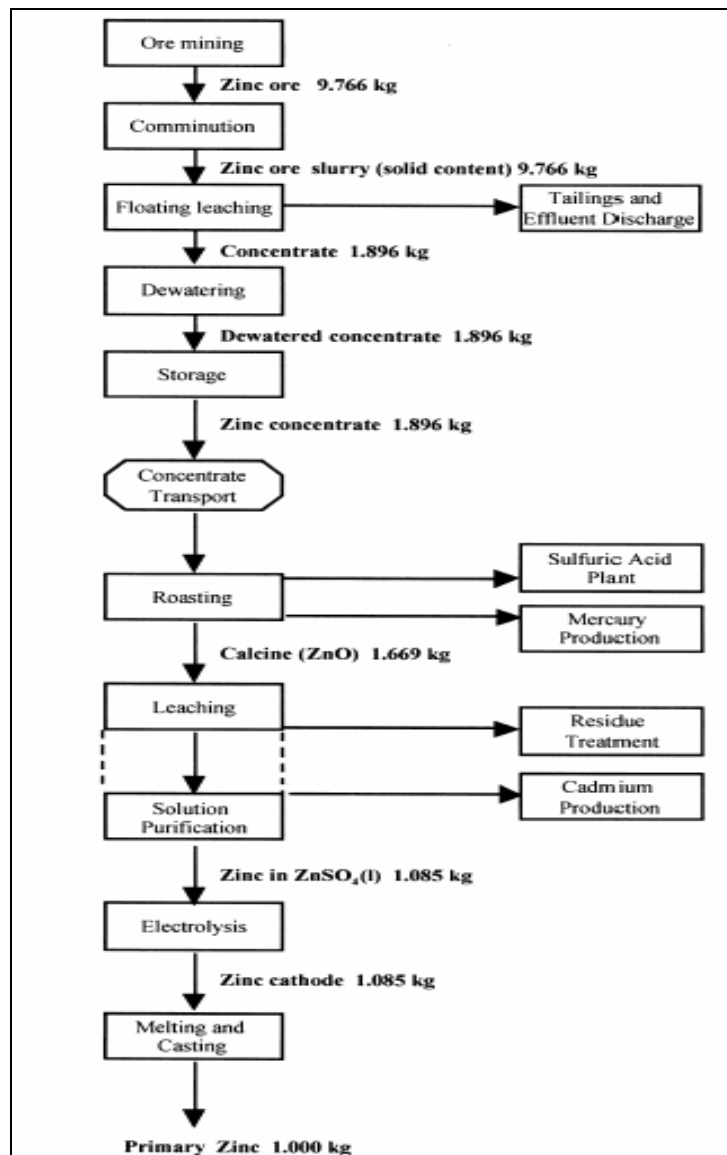 Ore mining
Zinc ore 9.766 kg
Comminution
Zinc ore slurry (solid content) 9.766 kg
Floating leaching
Tailings and
Effluent Discharge
Concentrate 1.896 kg
Dewatering
Dewatered concentrate 1.896 kg
Storage
Zinc concentrate 1.896 kg
Concentrate
Transport
Sulfuric Acid
Plant
Roasting
Mercury
Production
Calcine (ZnO) 1.669 kg
Leaching
Residue
Treatment
Cadmium
Production
Solution
Purification
Zinc in ZnSO₄(l) 1.085 kg
Electrolysis
Zinc cathode 1.085 kg
Melting and
Casting
Primary Zinc 1.000 kg